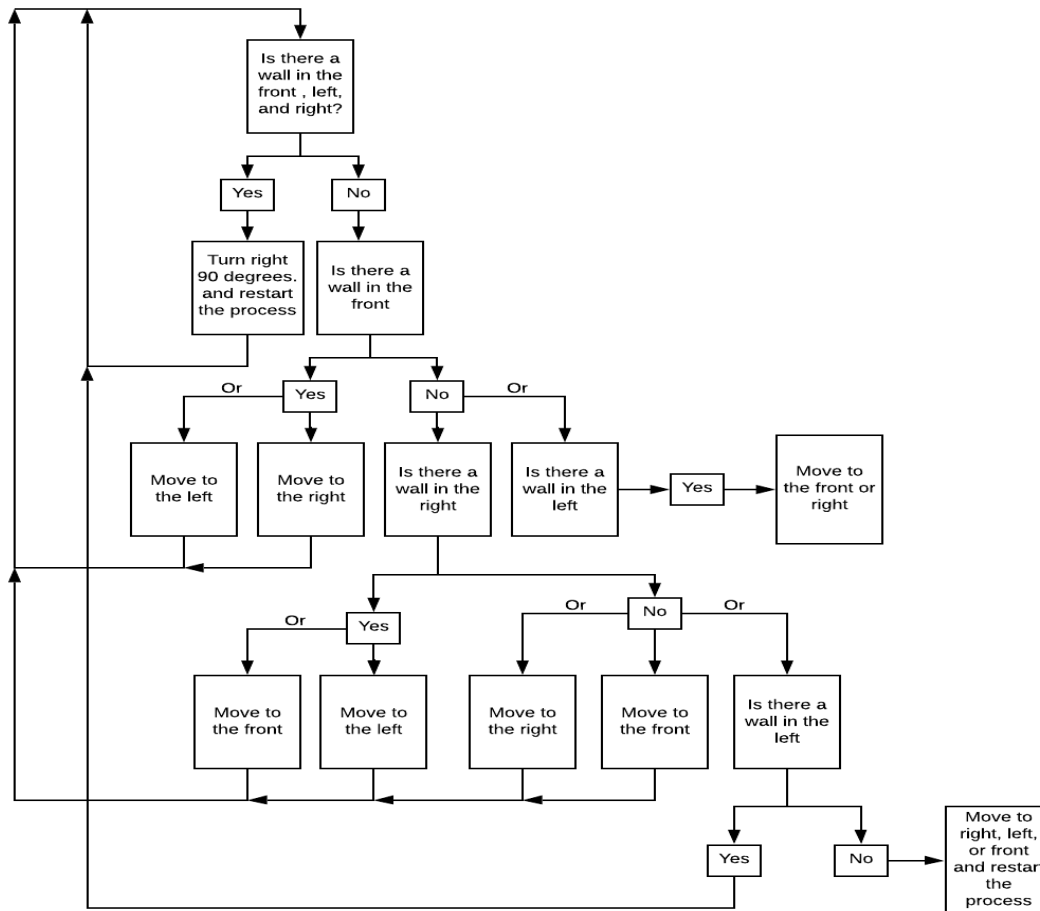 Is there a
wall in the
front , left,
and right?
Yes
No
Turn right
90 degrees.
and restart
the process
Is there a
wall in the
front
Or
Yes
No
Or
Move to
the left
Move to
the right
Is there a
wall in the
right
Is there a
wall in the
left
Yes
Move to
the front or
right
Or
Yes
Or
No
Or
Move to
the front
Move to
the left
Move to
the right
Move to
the front
Is there a
wall in the
left
Yes
No
Move to
right, left,
or front
and restart
the
process